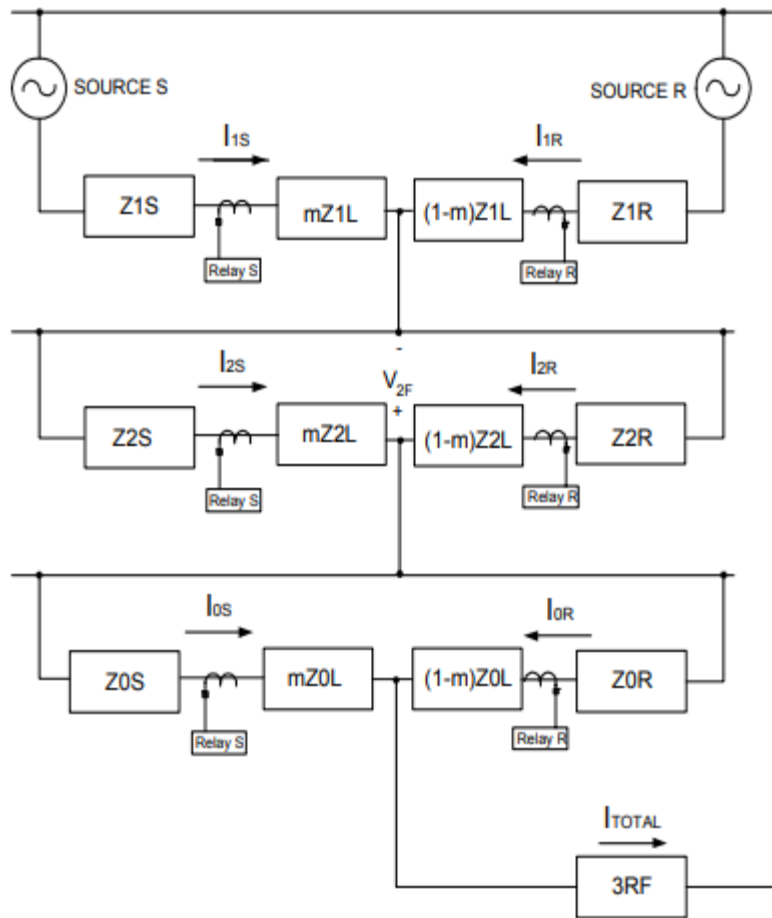 SOURCE S
SOURCE R
I1S
I1R
Z1S
mZ1L
(1-m)Z1L
Z1R
Relay S
Relay R
I2S
-
V2F
+
I2R
Z2S
mZ2L
(1-m)Z2L
Z2R
Relay S
Relay R
I0S
I0R
Z0S
mZ0L
(1-m)Z0L
Z0R
Relay S
Relay R
ITOTAL
3RF